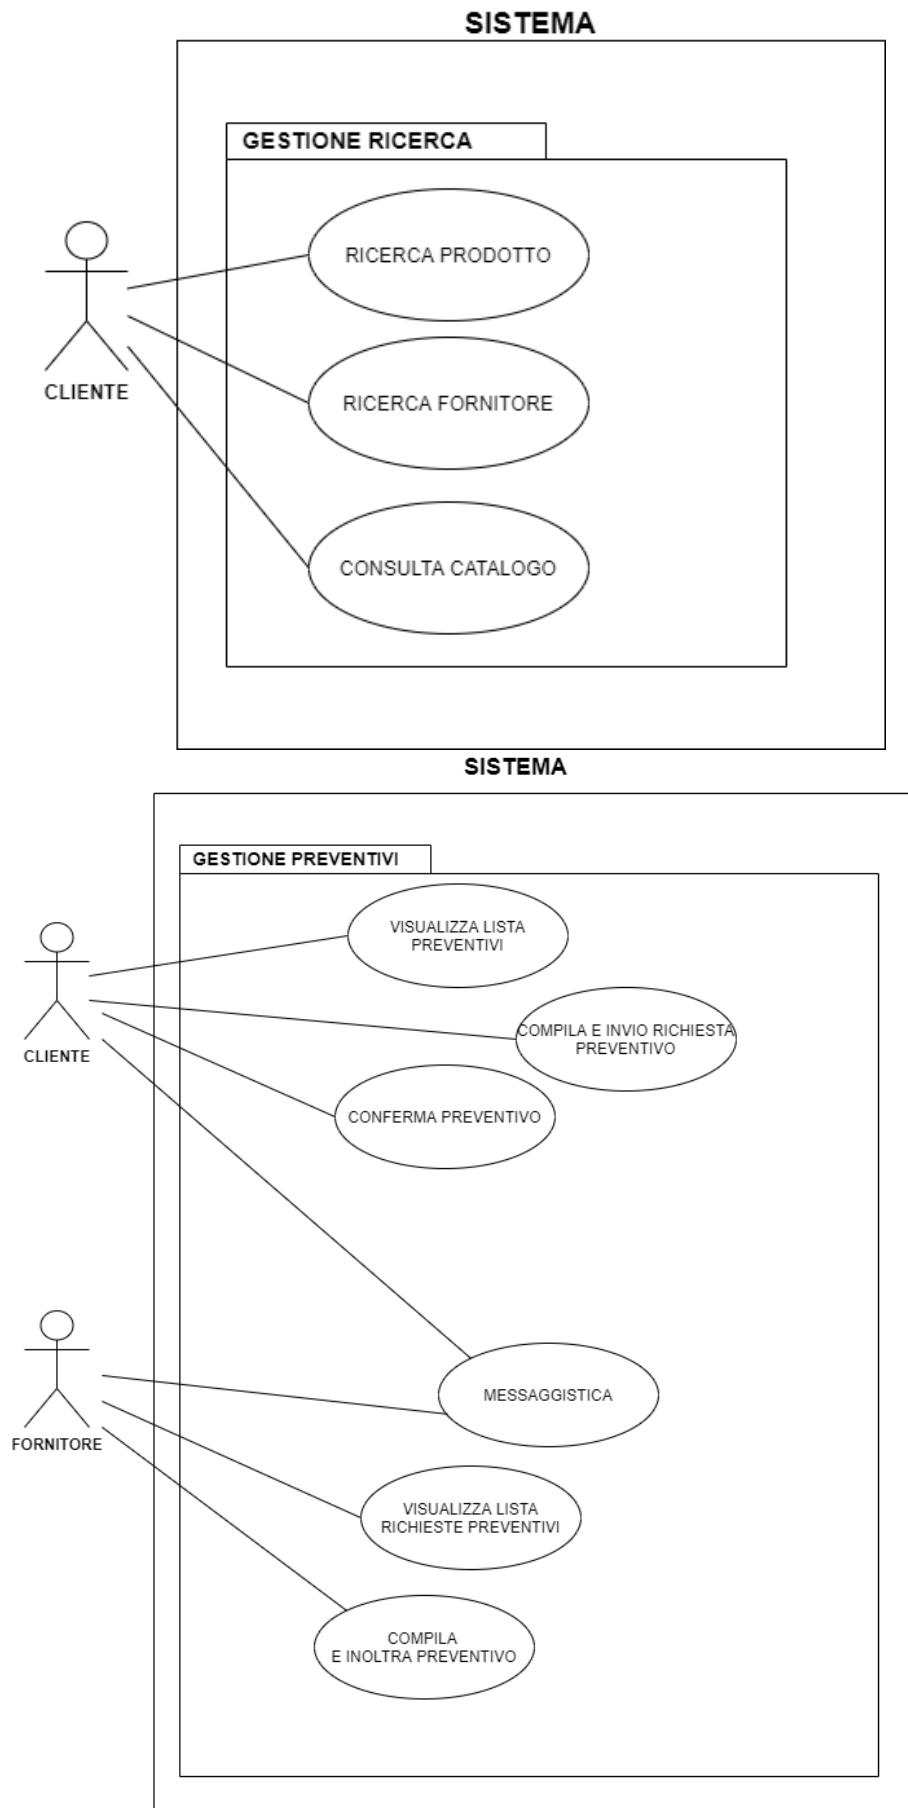 SISTEMA
GESTIONE RICERCA
RICERCA PRODOTTO
RICERCA FORNITORE
CLIENTE
CONSULTA CATALOGO
SISTEMA
GESTIONE PREVENTIVI
VISUALIZZA LISTA
PREVENTIVI
COMPILA E INVIO RICHIESTA
PREVENTIVO
CLIENTE
CONFERMA PREVENTIVO
MESSAGGISTICA
FORNITORE
VISUALIZZA LISTA
RICHIESTE PREVENTIVI
COMPILA
E INOLTRA PREVENTIVO